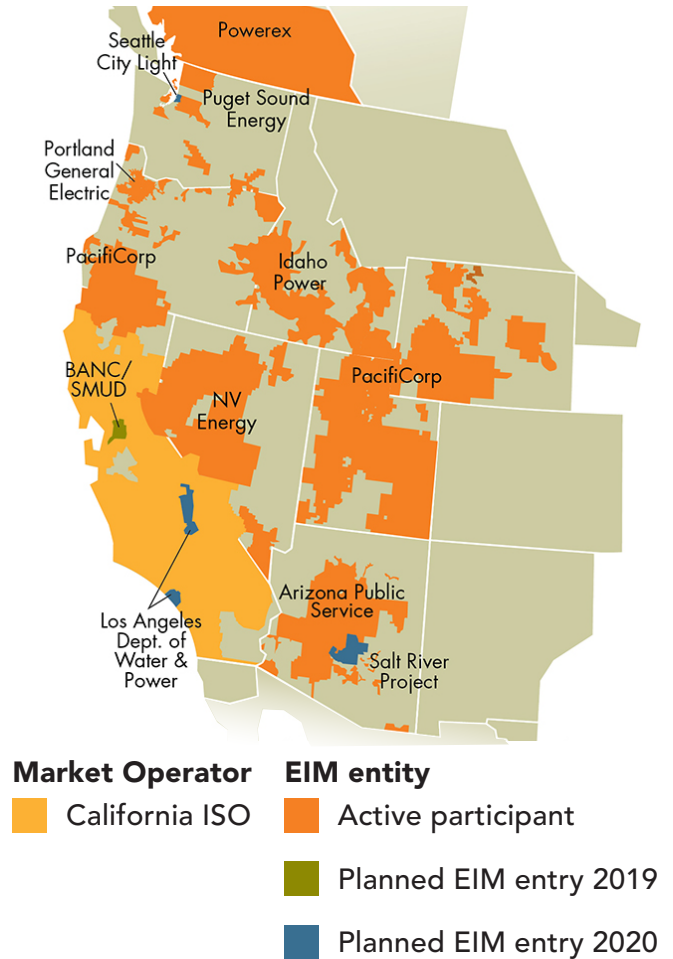 Powerex
Seattle
City Light
Puget Sound
Energy
Portland
General
Electric
PacifiCorp
Idaho
Power
BANC/
SMUD
PacifiCorp
NV
Energy
Arizona Public
Service
Los Angeles
Dept. of
Water &
Power
Salt River
Project
Market Operator
California ISO
EIM entity
Active participant
Planned EIM entry 2019
Planned EIM entry 2020